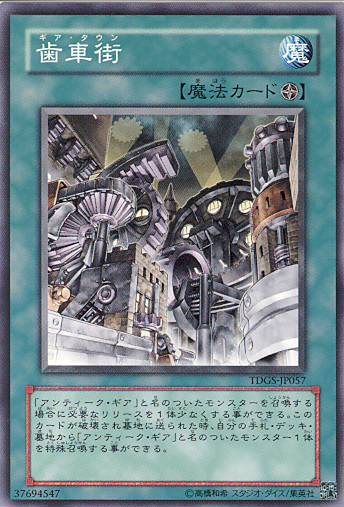 ギア・タウン
歯車街
魔
まほう
【魔法カード】
TDGS-JP057
「アンティーク・ギア」と名のついたモンスターを召喚する
場合に必要なリリースを１体少なくする事ができる。この
カードが破壊され墓地に送られた時、自分の手札・デッキ・
墓地から「アンティーク・ギア」と名のついたモンスター１体
を特殊召喚する事ができる。
37694547
©高橋和希 スタジオ・ダイス/集英社